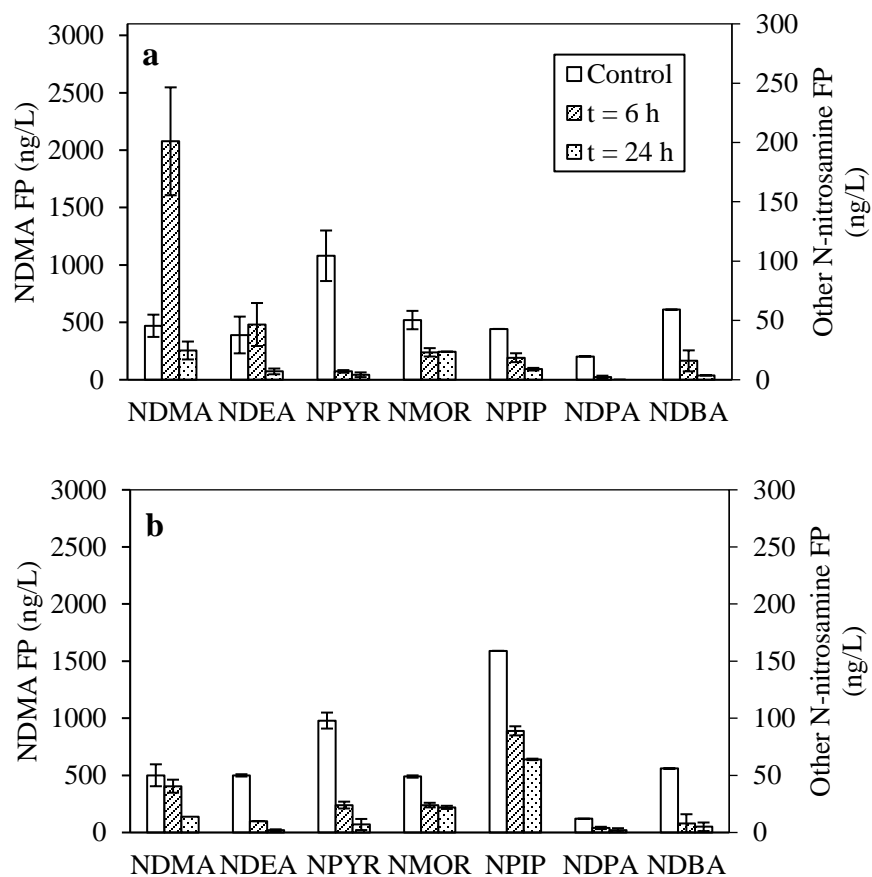 a
Control
t = 6 h
t = 24 h
NDMA FP (ng/L)
3000
2500
2000
1500
1000
500
0
300
250
200
150
100
50
0
Other N-nitrosamine FP
(ng/L)
NDMA NDEA NPYR NMOR NPIP NDPA NDBA
b
NDMA FP (ng/L)
3000
2500
2000
1500
1000
500
0
300
250
200
150
100
50
0
Other N-nitrosamine FP
(ng/L)
NDMA NDEA NPYR NMOR NPIP NDPA NDBA